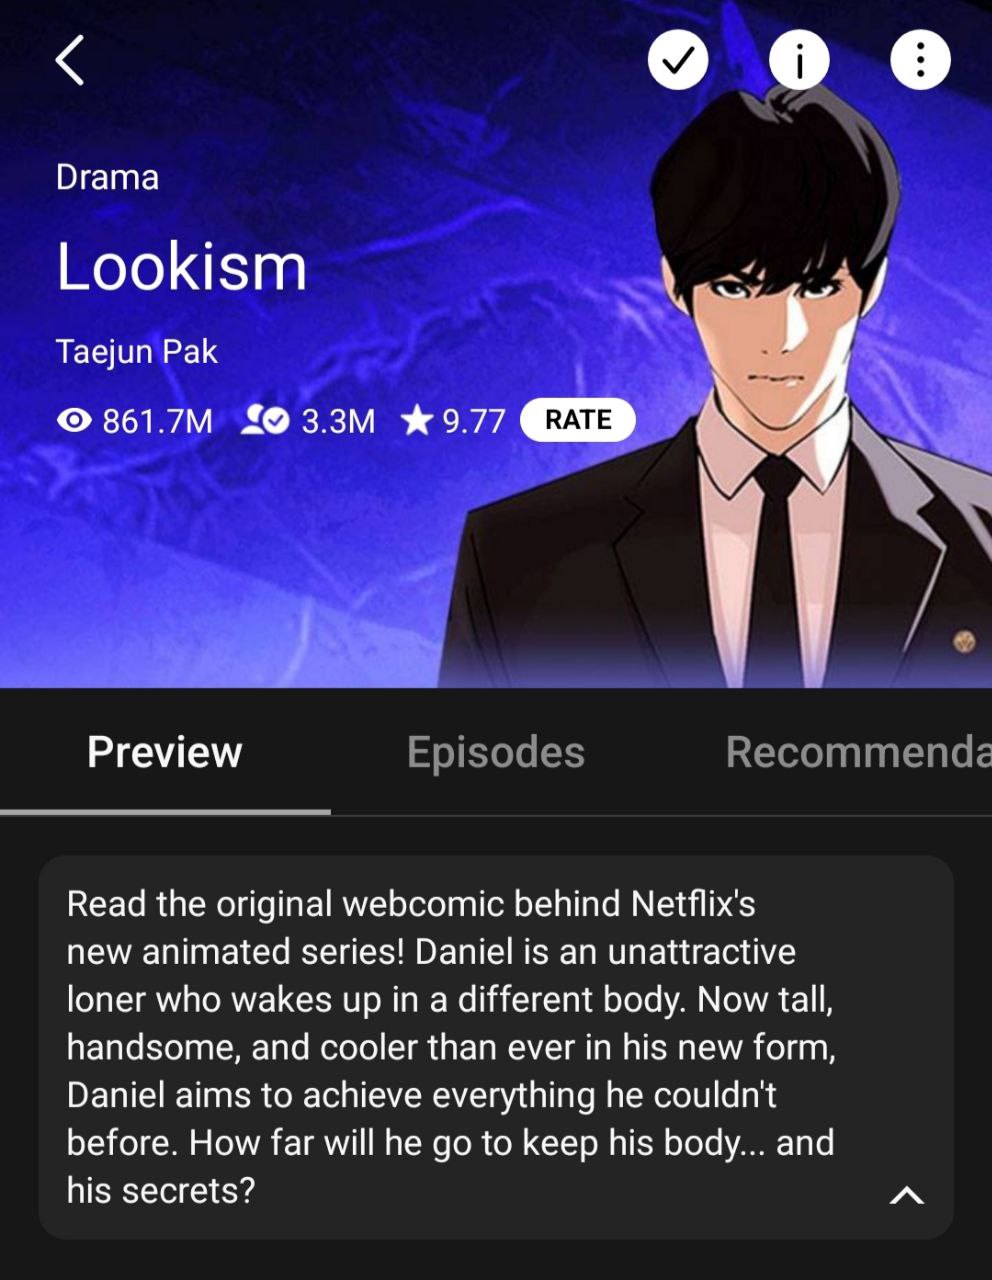 Drama
Lookism
Taejun Pak
861.7M 3.3M 9.77 RATE
Preview Episodes Recommenda
Read the original webcomic behind Netflix's
new animated series! Daniel is an unattractive
loner who wakes up in a different body. Now tall,
handsome, and cooler than ever in his new form,
Daniel aims to achieve everything he couldn't
before. How far will he go to keep his body... and
his secrets?